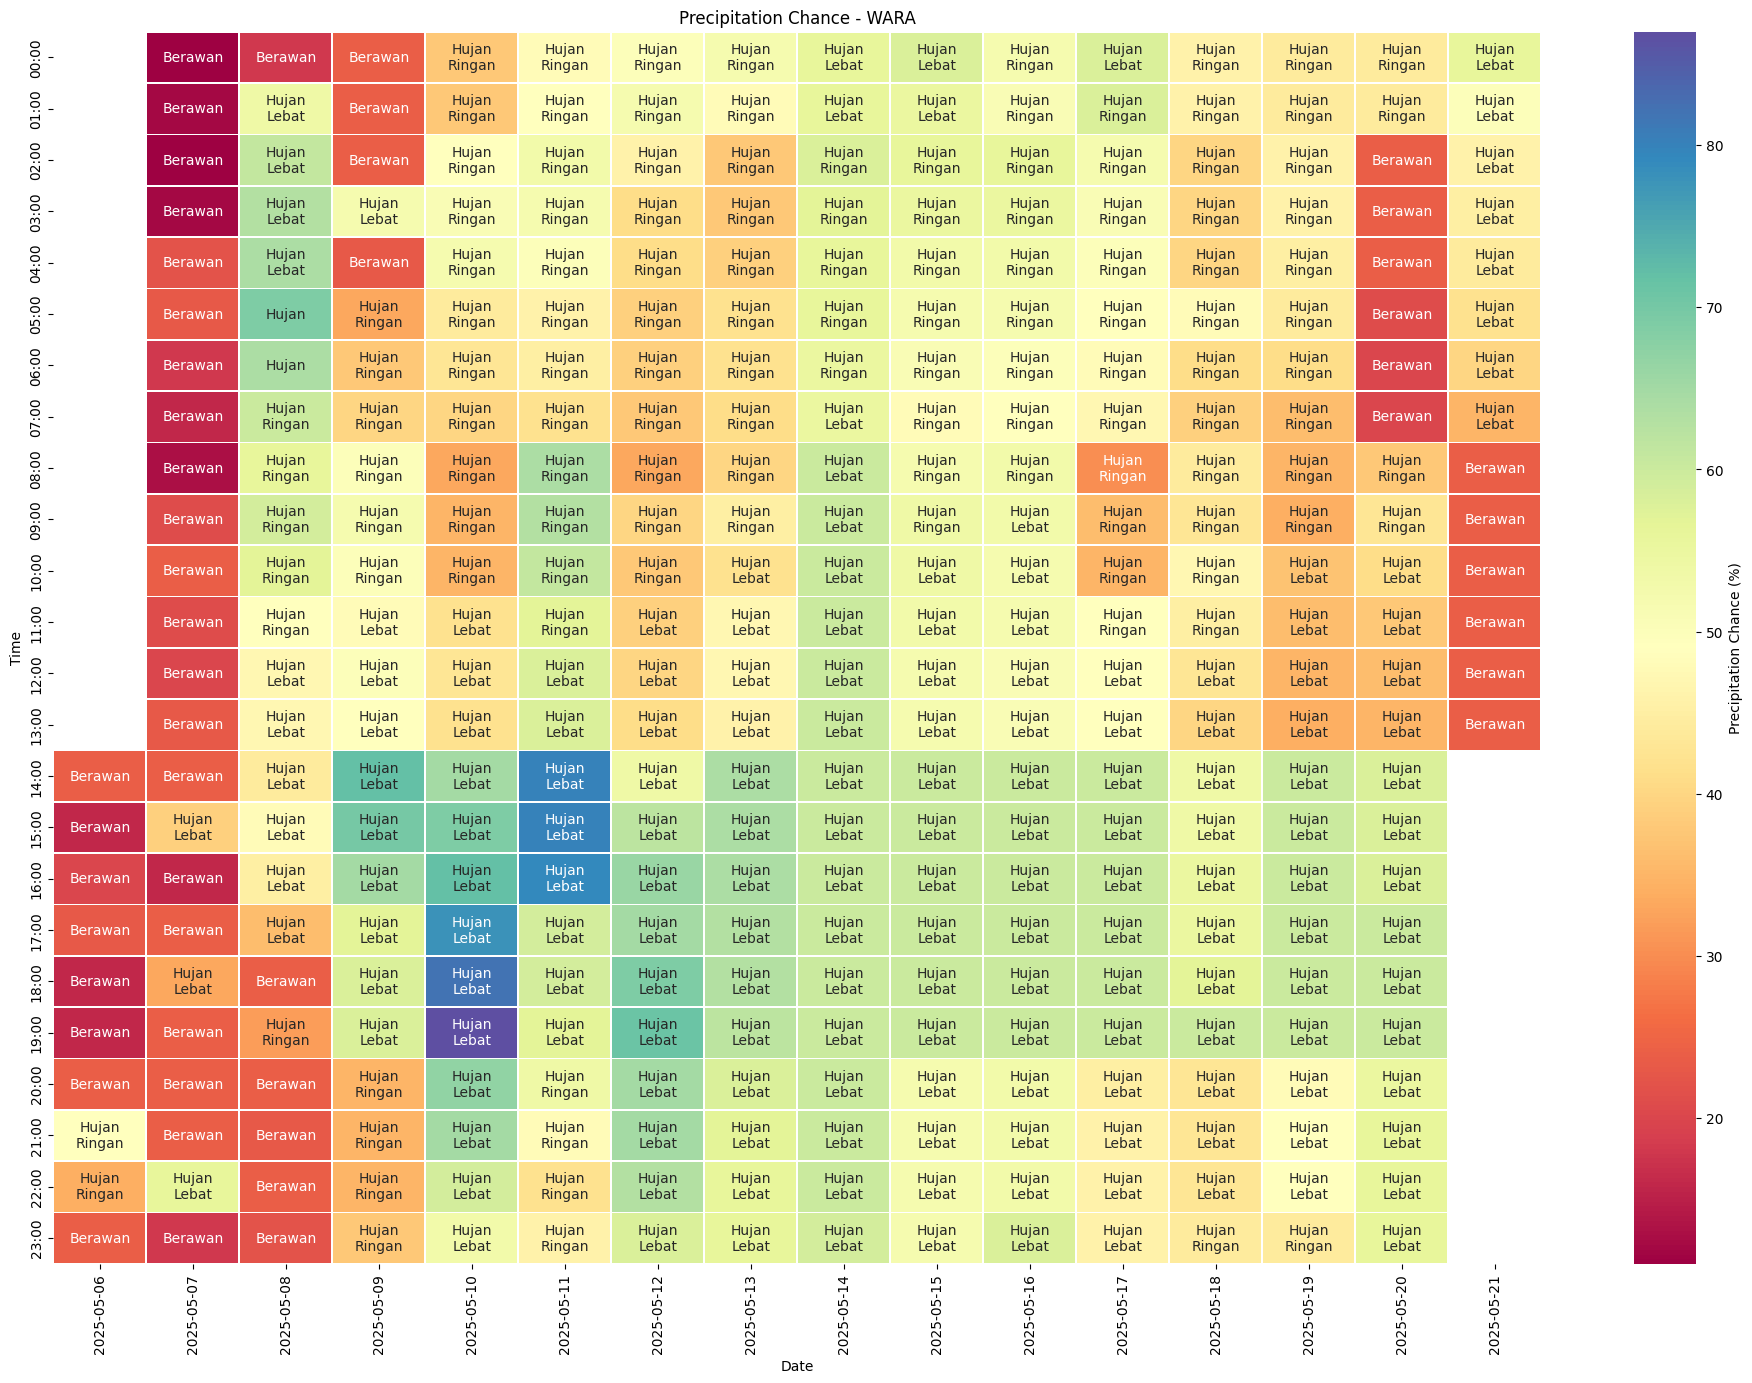 Precipitation Chance - WARA
00:00 Berawan Berawan Berawan Hujan Ringan Hujan Ringan Hujan Ringan Hujan Ringan Hujan Lebat Hujan Lebat Hujan Ringan Hujan Lebat Hujan Ringan Hujan Ringan Hujan Ringan Hujan Lebat
01:00 Berawan Hujan Lebat Berawan Hujan Ringan Hujan Ringan Hujan Ringan Hujan Ringan Hujan Lebat Hujan Lebat Hujan Ringan Hujan Ringan Hujan Ringan Hujan Ringan Hujan Ringan Hujan Lebat
02:00 Berawan Hujan Lebat Berawan Hujan Ringan Hujan Ringan Hujan Ringan Hujan Ringan Hujan Ringan Hujan Ringan Hujan Ringan Hujan Ringan Hujan Ringan Hujan Ringan Berawan Hujan Lebat
03:00 Berawan Hujan Lebat Hujan Lebat Hujan Ringan Hujan Ringan Hujan Ringan Hujan Ringan Hujan Ringan Hujan Ringan Hujan Ringan Hujan Ringan Hujan Ringan Hujan Ringan Berawan Hujan Lebat
04:00 Berawan Hujan Lebat Berawan Hujan Ringan Hujan Ringan Hujan Ringan Hujan Ringan Hujan Ringan Hujan Ringan Hujan Ringan Hujan Ringan Hujan Ringan Hujan Ringan Berawan Hujan Lebat
05:00 Berawan Hujan Hujan Ringan Hujan Ringan Hujan Ringan Hujan Ringan Hujan Ringan Hujan Ringan Hujan Ringan Hujan Ringan Hujan Ringan Hujan Ringan Hujan Ringan Berawan Hujan Lebat
06:00 Berawan Hujan Hujan Ringan Hujan Ringan Hujan Ringan Hujan Ringan Hujan Ringan Hujan Ringan Hujan Ringan Hujan Ringan Hujan Ringan Hujan Ringan Hujan Ringan Berawan Hujan Lebat
07:00 Berawan Hujan Ringan Hujan Ringan Hujan Ringan Hujan Ringan Hujan Ringan Hujan Ringan Hujan Lebat Hujan Ringan Hujan Ringan Hujan Ringan Hujan Ringan Hujan Ringan Berawan Hujan Lebat
08:00 Berawan Hujan Ringan Hujan Ringan Hujan Ringan Hujan Ringan Hujan Ringan Hujan Ringan Hujan Lebat Hujan Ringan Hujan Ringan Hujan Ringan Hujan Ringan Hujan Ringan Hujan Ringan Berawan
09:00 Berawan Hujan Ringan Hujan Ringan Hujan Ringan Hujan Ringan Hujan Ringan Hujan Ringan Hujan Lebat Hujan Ringan Hujan Lebat Hujan Ringan Hujan Ringan Hujan Ringan Hujan Ringan Berawan
10:00 Berawan Hujan Ringan Hujan Ringan Hujan Ringan Hujan Ringan Hujan Ringan Hujan Lebat Hujan Lebat Hujan Lebat Hujan Lebat Hujan Ringan Hujan Ringan Hujan Lebat Hujan Lebat Berawan
11:00 Berawan Hujan Ringan Hujan Lebat Hujan Lebat Hujan Ringan Hujan Lebat Hujan Lebat Hujan Lebat Hujan Lebat Hujan Lebat Hujan Ringan Hujan Ringan Hujan Lebat Hujan Lebat Berawan
12:00 Berawan Hujan Lebat Hujan Lebat Hujan Lebat Hujan Lebat Hujan Lebat Hujan Lebat Hujan Lebat Hujan Lebat Hujan Lebat Hujan Lebat Hujan Lebat Hujan Lebat Hujan Lebat Berawan
13:00 Berawan Hujan Lebat Hujan Lebat Hujan Lebat Hujan Lebat Hujan Lebat Hujan Lebat Hujan Lebat Hujan Lebat Hujan Lebat Hujan Lebat Hujan Lebat Hujan Lebat Hujan Lebat Berawan
14:00 Berawan Berawan Hujan Lebat Hujan Lebat Hujan Lebat Hujan Lebat Hujan Lebat Hujan Lebat Hujan Lebat Hujan Lebat Hujan Lebat Hujan Lebat Hujan Lebat Hujan Lebat Hujan Lebat
15:00 Berawan Hujan Lebat Hujan Lebat Hujan Lebat Hujan Lebat Hujan Lebat Hujan Lebat Hujan Lebat Hujan Lebat Hujan Lebat Hujan Lebat Hujan Lebat Hujan Lebat Hujan Lebat Hujan Lebat
16:00 Berawan Berawan Hujan Lebat Hujan Lebat Hujan Lebat Hujan Lebat Hujan Lebat Hujan Lebat Hujan Lebat Hujan Lebat Hujan Lebat Hujan Lebat Hujan Lebat Hujan Lebat Hujan Lebat
17:00 Berawan Berawan Hujan Lebat Hujan Lebat Hujan Lebat Hujan Lebat Hujan Lebat Hujan Lebat Hujan Lebat Hujan Lebat Hujan Lebat Hujan Lebat Hujan Lebat Hujan Lebat Hujan Lebat
18:00 Berawan Hujan Lebat Berawan Hujan Lebat Hujan Lebat Hujan Lebat Hujan Lebat Hujan Lebat Hujan Lebat Hujan Lebat Hujan Lebat Hujan Lebat Hujan Lebat Hujan Lebat Hujan Lebat
19:00 Berawan Berawan Hujan Ringan Hujan Lebat Hujan Lebat Hujan Lebat Hujan Lebat Hujan Lebat Hujan Lebat Hujan Lebat Hujan Lebat Hujan Lebat Hujan Lebat Hujan Lebat Hujan Lebat
20:00 Berawan Berawan Berawan Hujan Ringan Hujan Lebat Hujan Ringan Hujan Lebat Hujan Lebat Hujan Lebat Hujan Lebat Hujan Lebat Hujan Lebat Hujan Lebat Hujan Lebat Hujan Lebat
21:00 Hujan Ringan Berawan Berawan Hujan Ringan Hujan Lebat Hujan Ringan Hujan Lebat Hujan Lebat Hujan Lebat Hujan Lebat Hujan Lebat Hujan Lebat Hujan Lebat Hujan Lebat Hujan Lebat
22:00 Hujan Ringan Hujan Lebat Berawan Hujan Ringan Hujan Lebat Hujan Ringan Hujan Lebat Hujan Lebat Hujan Lebat Hujan Lebat Hujan Lebat Hujan Lebat Hujan Lebat Hujan Lebat Hujan Lebat
23:00 Berawan Berawan Berawan Hujan Ringan Hujan Lebat Hujan Ringan Hujan Lebat Hujan Lebat Hujan Lebat Hujan Lebat Hujan Lebat Hujan Lebat Hujan Ringan Hujan Ringan Hujan Lebat
2025-05-06 2025-05-07 2025-05-08 2025-05-09 2025-05-10 2025-05-11 2025-05-12 2025-05-13 2025-05-14 2025-05-15 2025-05-16 2025-05-17 2025-05-18 2025-05-19 2025-05-20 2025-05-21
Date
Time
80
70
60
50
40
30
20
Precipitation Chance (%)